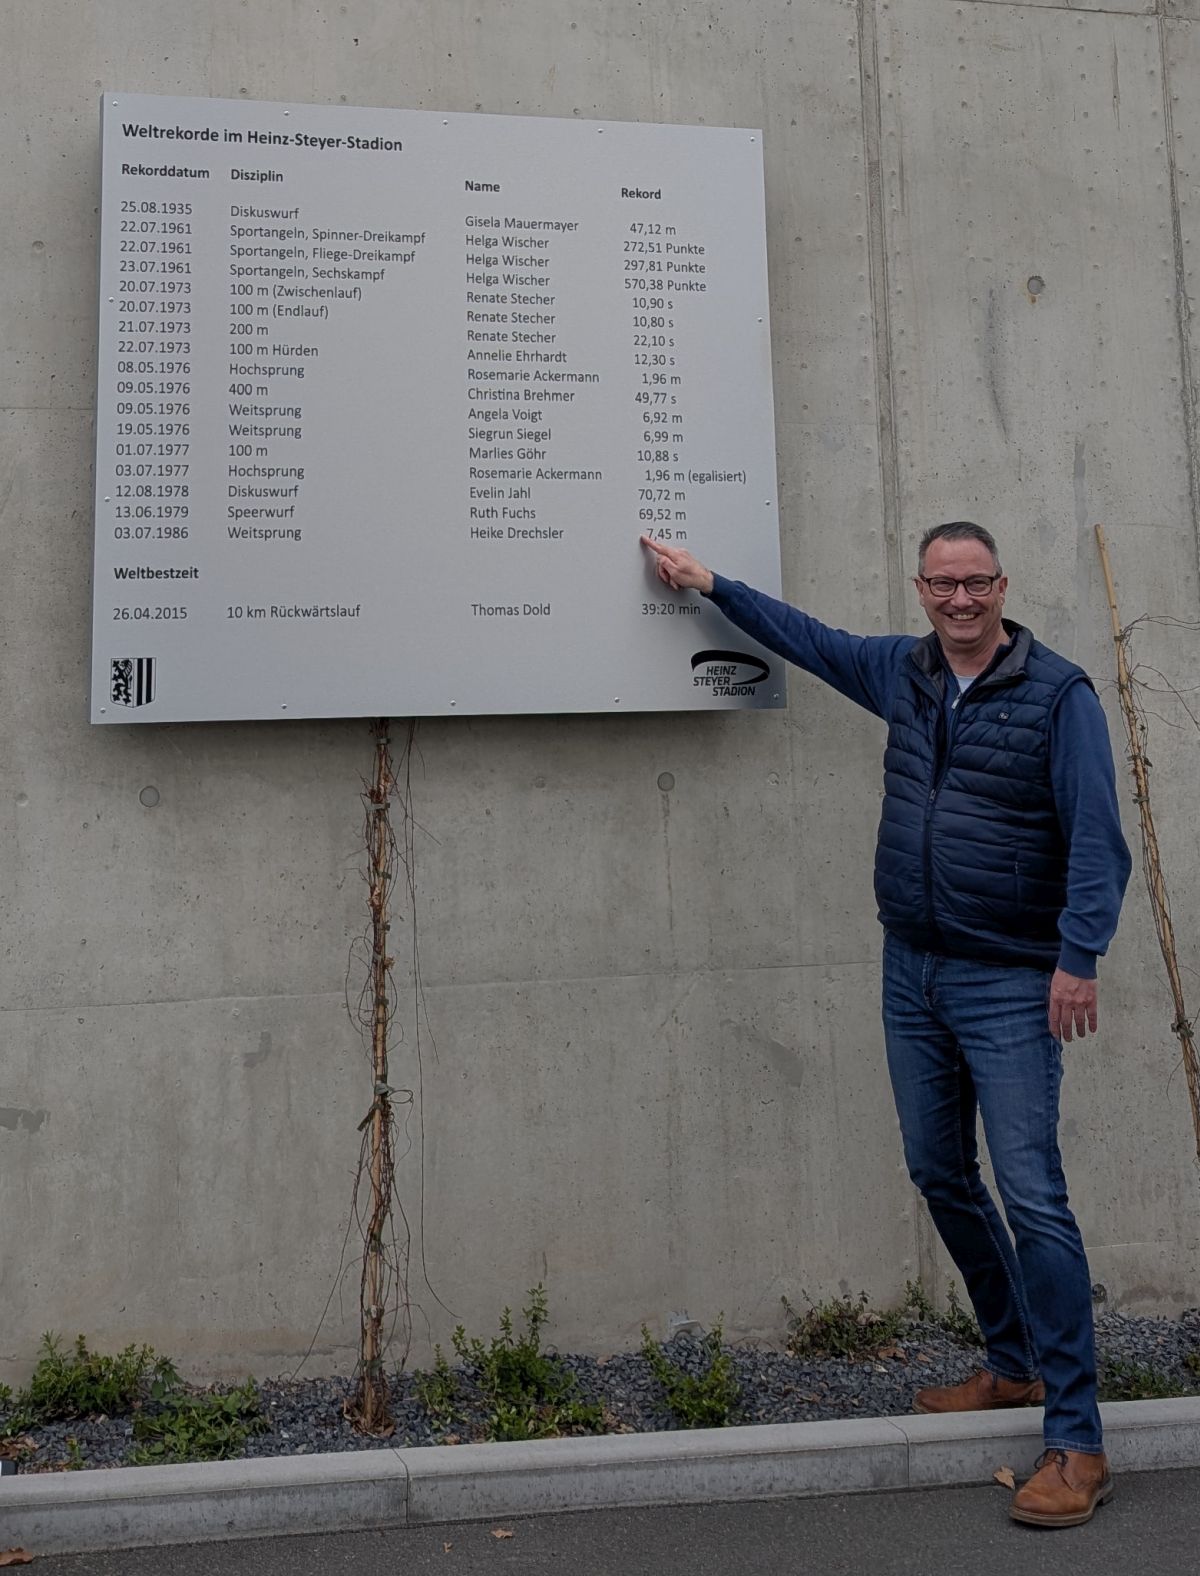 Weltrekorde im Heinz-Steyer-Stadion
Rekorddatum Disziplin Name Rekord
25.08.1935 Diskuswurf Gisela Mauermayer 47,12 m
22.07.1961 Sportangeln, Spinner-Dreikampf Helga Wischer 272,51 Punkte
22.07.1961 Sportangeln, Fliege-Dreikampf Helga Wischer 297,81 Punkte
23.07.1961 Sportangeln, Sechskampf Helga Wischer 570,38 Punkte
20.07.1973 100 m (Zwischenlauf) Renate Stecher 10,90 s
20.07.1973 100 m (Endlauf) Renate Stecher 10,80 s
21.07.1973 200 m Renate Stecher 22,10 s
22.07.1973 100 m Hürden Annelie Ehrhardt 12,30 s
08.05.1976 Hochsprung Rosemarie Ackermann 1,96 m
09.05.1976 400 m Christina Brehmer 49,77 s
09.05.1976 Weitsprung Angela Voigt 6,92 m
19.05.1976 Weitsprung Siegrun Siegel 6,99 m
01.07.1977 100 m Marlies Göhr 10,88 s
03.07.1977 Hochsprung Rosemarie Ackermann 1,96 m (egalisiert)
12.08.1978 Diskuswurf Evelin Jahl 70,72 m
13.06.1979 Speerwurf Ruth Fuchs 69,52 m
03.07.1986 Weitsprung Heike Drechsler 7,45 m
Weltbestzeit
26.04.2015 10 km Rückwärtslauf Thomas Dold 39:20 min
HEINZ
STEYER
STADION